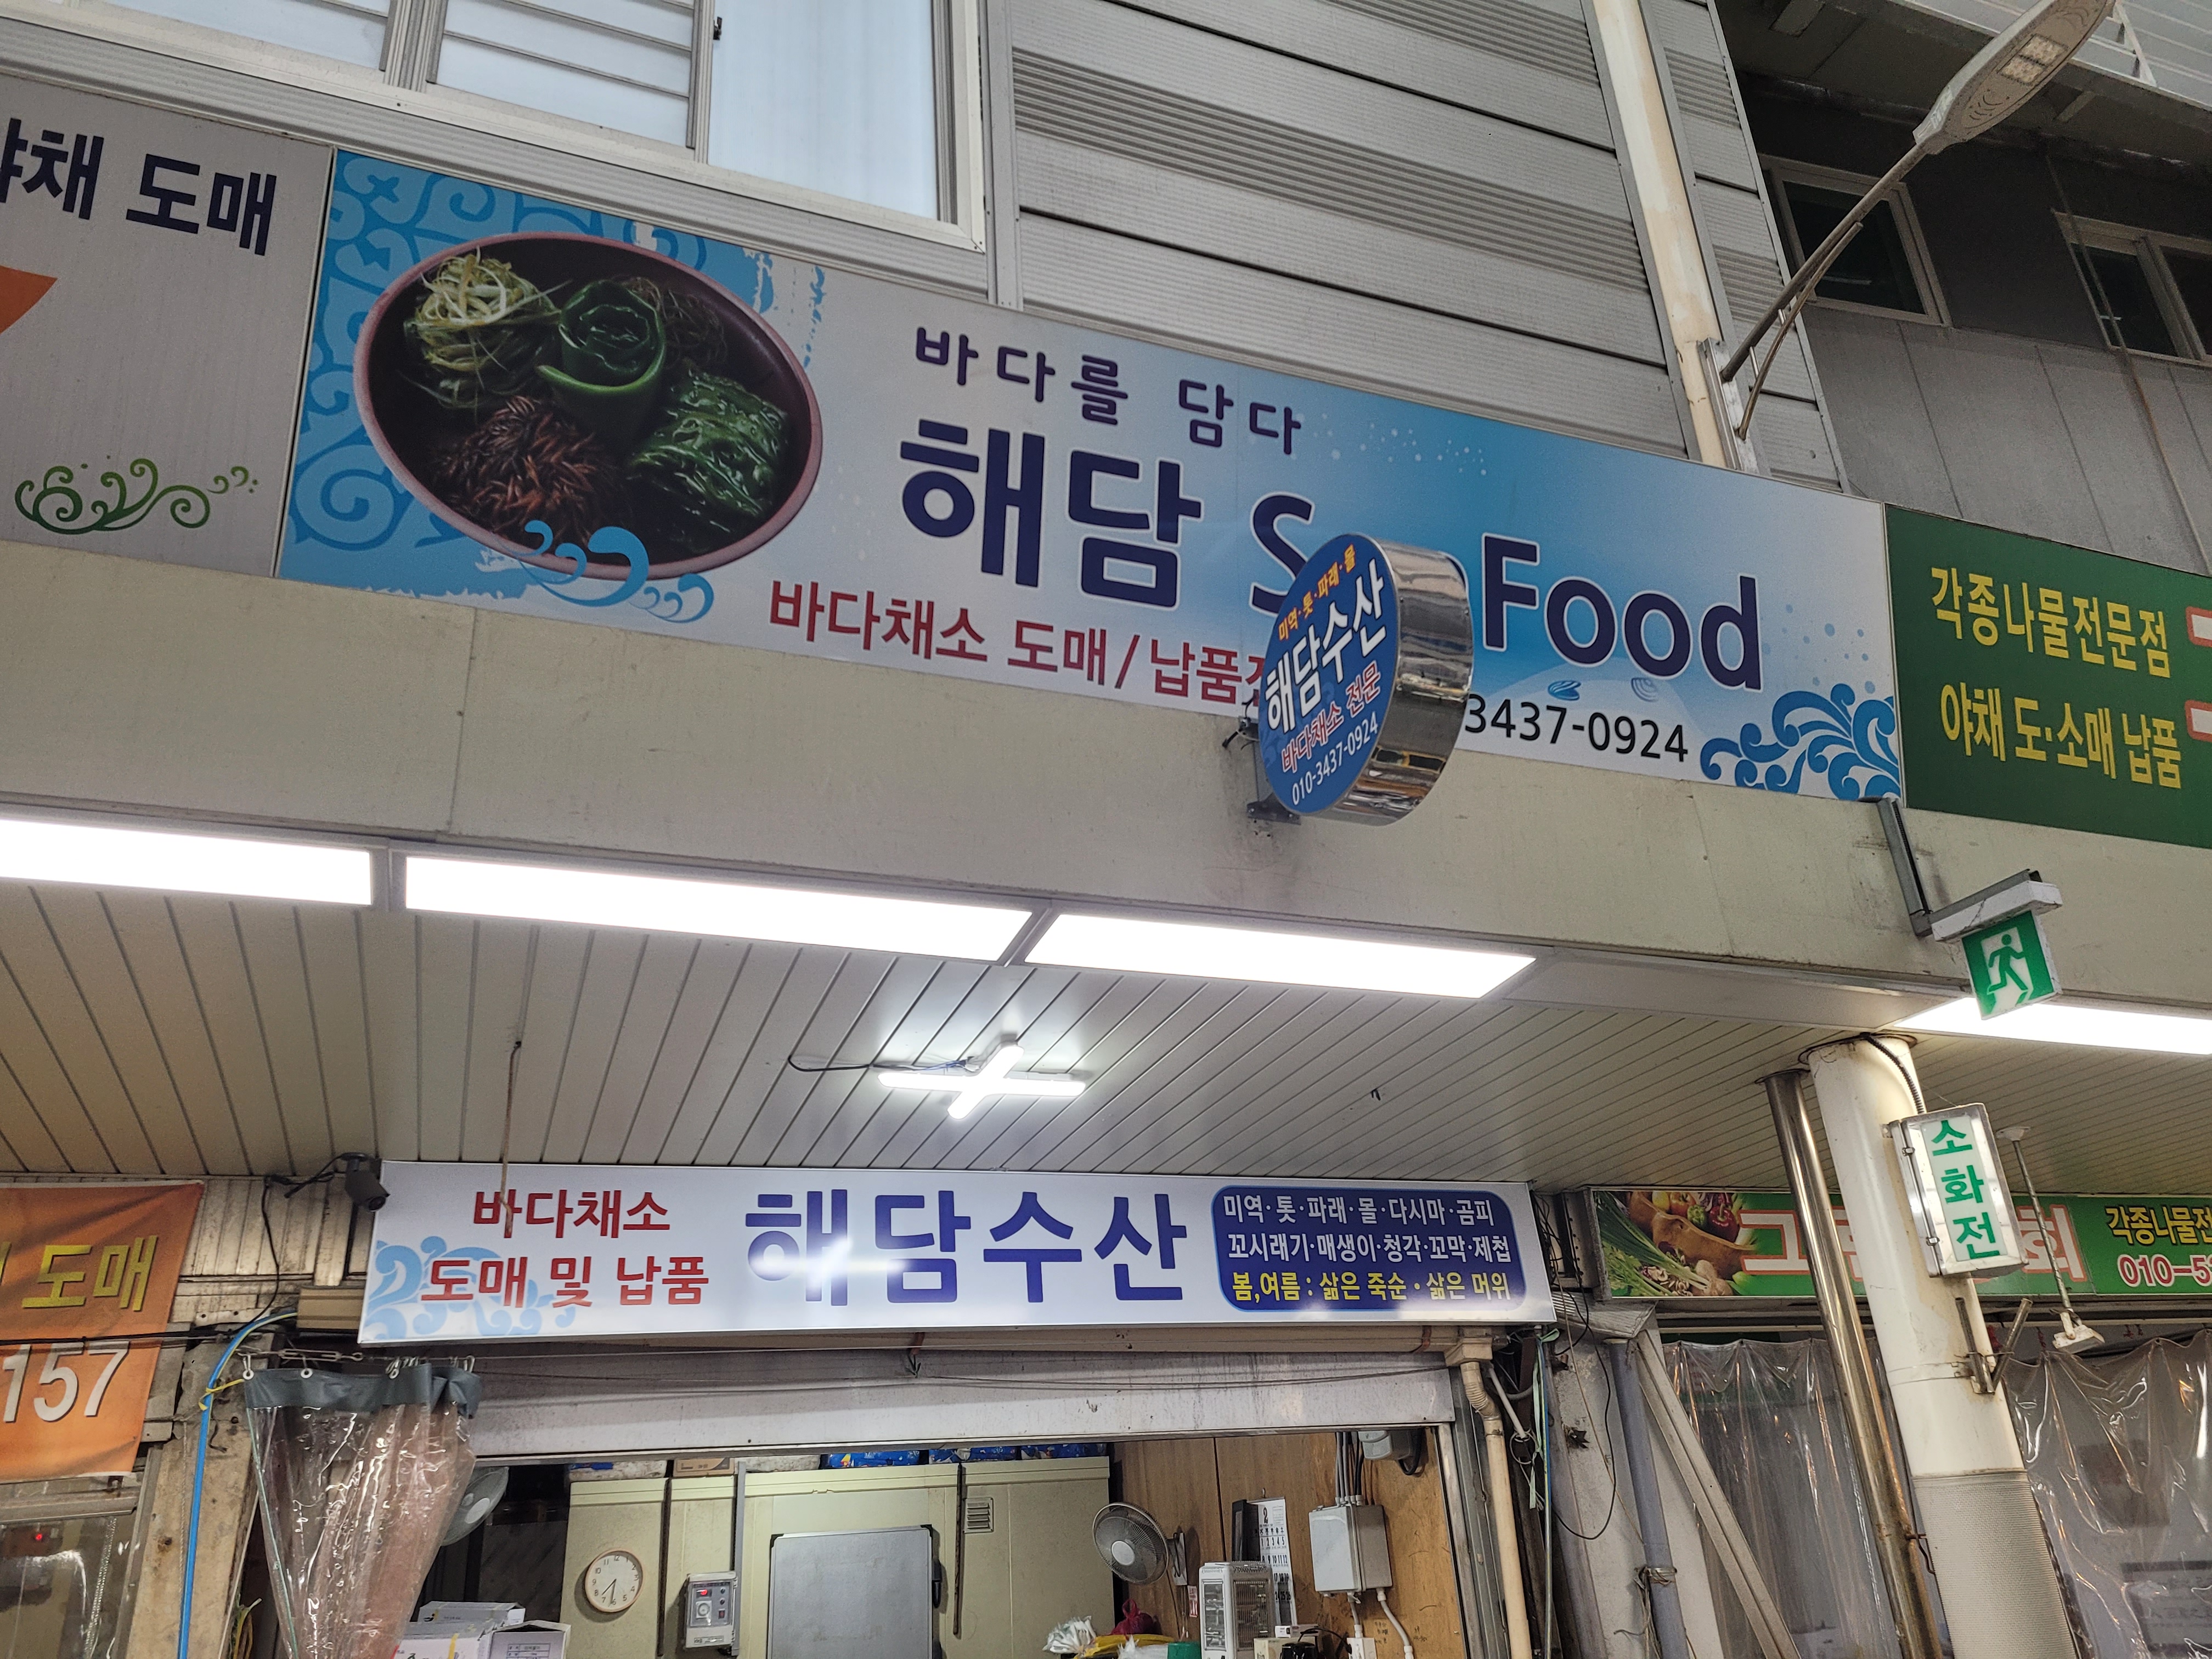 야채 도매
바다를 담다
해담 S Food
바다채소 도매/납품
3437-0924
미역·톳·파래·몰
해담수산
바다채소 전문
010-3437-0924
각종나물전문점
야채 도·소매 납품
소화전
도매
157
바다채소
도매 및 납품
해담수산
미역·톳·파래·몰·다시마·곰피
꼬시래기·매생이·청각·꼬막·제첩
봄,여름 : 삶은 죽순·삶은 머위
각종나물전
010-5
2